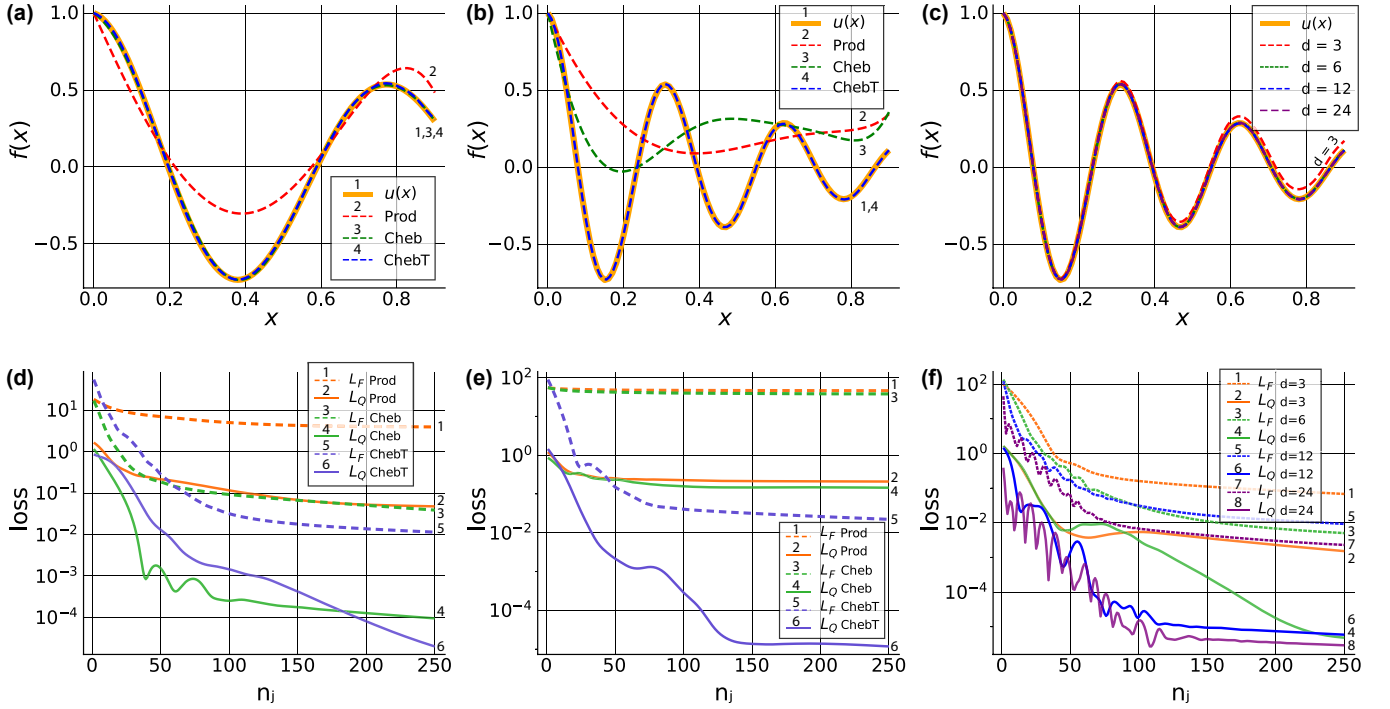 (a)
1.0
0.5
0.0
−0.5
f(x)
0.0 0.2 0.4 0.6 0.8
x
2
1,3,4
1 u(x)
2 Prod
3 Cheb
4 ChebT
(b)
1.0
0.5
0.0
−0.5
f(x)
0.0 0.2 0.4 0.6 0.8
x
2
3
1,4
1 u(x)
2 Prod
3 Cheb
4 ChebT
(c)
1.0
0.5
0.0
−0.5
f(x)
0.0 0.2 0.4 0.6 0.8
x
d = 3
u(x)
d = 3
d = 6
d = 12
d = 24
(d)
10^1
10^0
10^−1
10^−2
10^−3
10^−4
loss
0 50 100 150 200 250
n_j
1 L_F Prod
2 L_Q Prod
3 L_F Cheb
4 L_Q Cheb
5 L_F ChebT
6 L_Q ChebT
1
2
3
5
4
6
(e)
10^2
10^0
10^−2
10^−4
loss
0 50 100 150 200 250
n_j
1
3
2
4
5
6
1 L_F Prod
2 L_Q Prod
3 L_F Cheb
4 L_Q Cheb
5 L_F ChebT
6 L_Q ChebT
(f)
10^2
10^0
10^−2
10^−4
loss
0 50 100 150 200 250
n_j
1 L_F d=3
2 L_Q d=3
3 L_F d=6
4 L_Q d=6
5 L_F d=12
6 L_Q d=12
7 L_F d=24
8 L_Q d=24
1
5
3
7
2
6
4
8